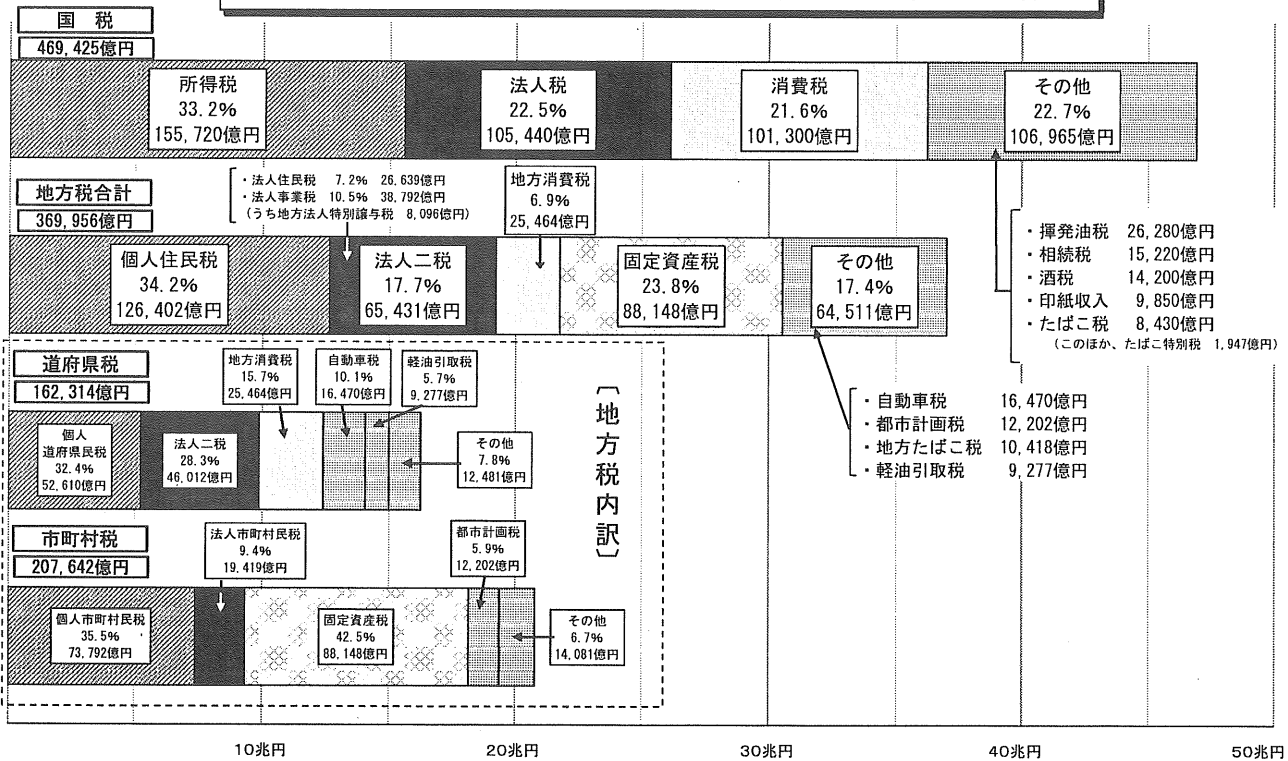 国 税
469,425億円
所得税
33.2%
155,720億円
法人税
22.5%
105,440億円
消費税
21.6%
101,300億円
その他
22.7%
106,965億円
・揮発油税 26,280億円
・相続税 15,220億円
・酒税 14,200億円
・印紙収入 9,850億円
・たばこ税 8,430億円
(このほか、たばこ特別税 1,947億円)
地方税合計
369,956億円
・法人住民税 7.2% 26,639億円
・法人事業税 10.5% 38,792億円
(うち地方法人特別譲与税 8,096億円)
個人住民税
34.2%
126,402億円
法人二税
17.7%
65,431億円
地方消費税
6.9%
25,464億円
固定資産税
23.8%
88,148億円
その他
17.4%
64,511億円
・自動車税 16,470億円
・都市計画税 12,202億円
・地方たばこ税 10,418億円
・軽油引取税 9,277億円
〔地方税内訳〕
道府県税
162,314億円
個人
道府県民税
32.4%
52,610億円
法人二税
28.3%
46,012億円
地方消費税
15.7%
25,464億円
自動車税
10.1%
16,470億円
軽油引取税
5.7%
9,277億円
その他
7.8%
12,481億円
市町村税
207,642億円
個人市町村民税
35.5%
73,792億円
法人市町村民税
9.4%
19,419億円
固定資産税
42.5%
88,148億円
都市計画税
5.9%
12,202億円
その他
6.7%
14,081億円
10兆円
20兆円
30兆円
40兆円
50兆円